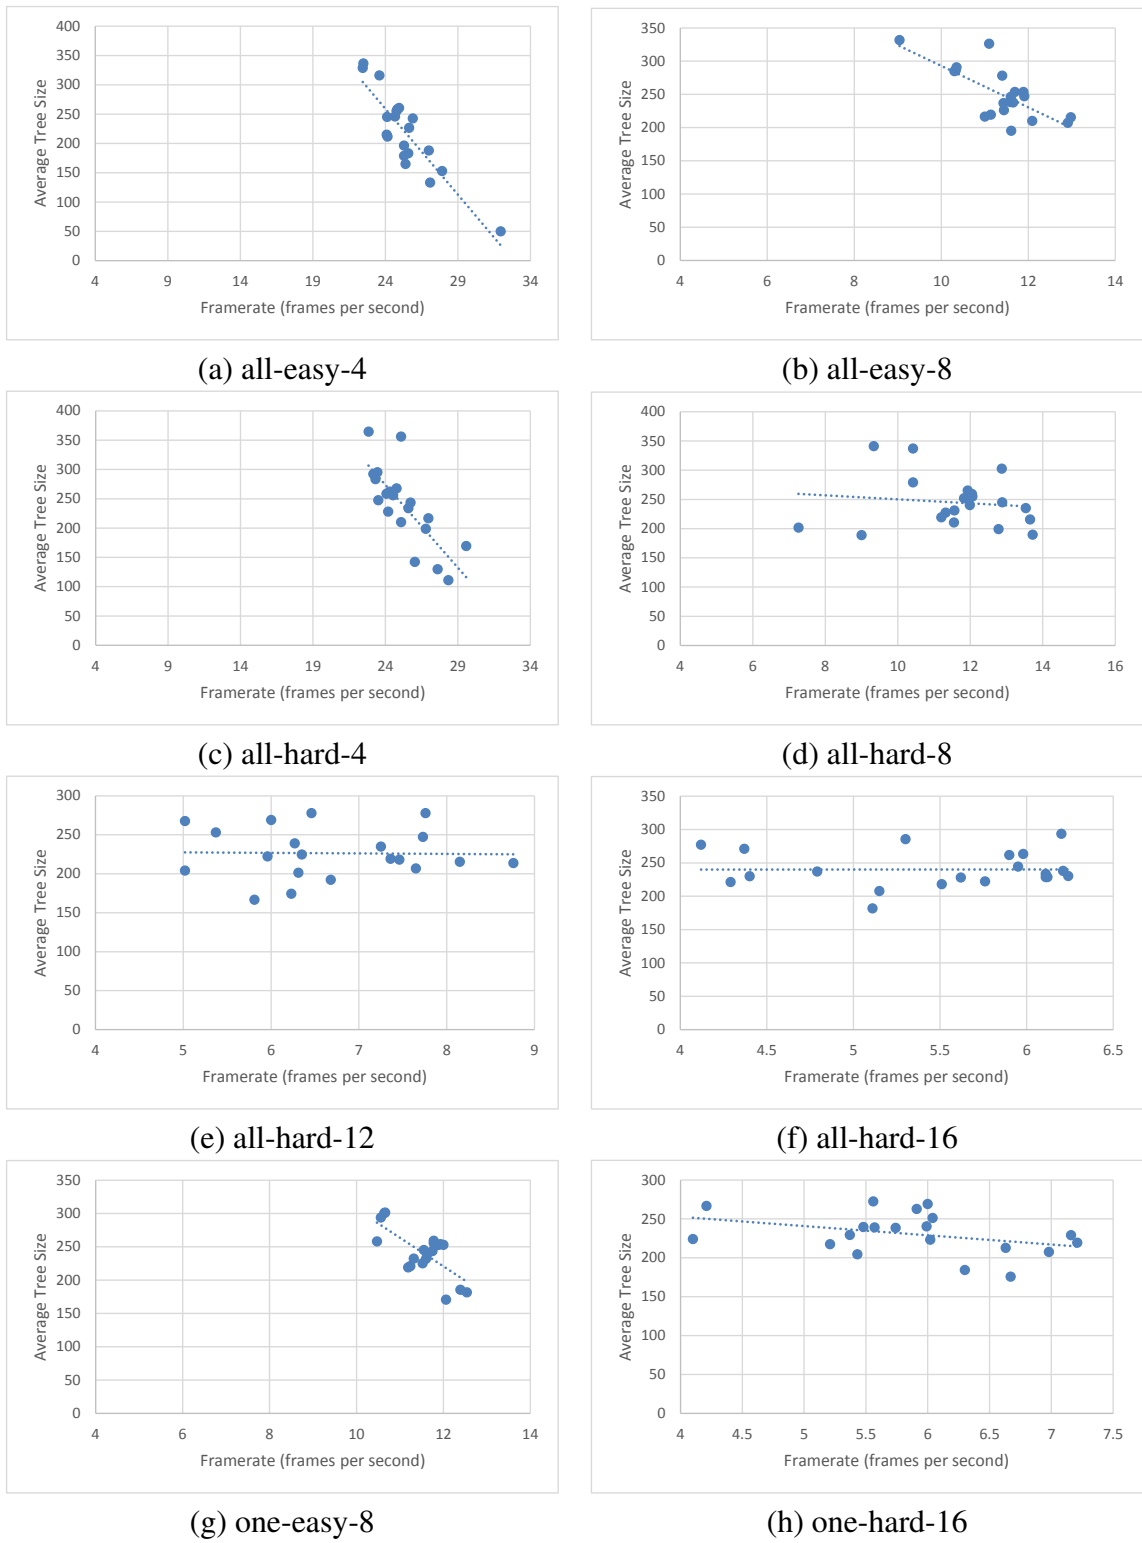 400
350
300
250
200
150
100
50
0
Average Tree Size
4 9 14 19 24 29 34
Framerate (frames per second)
(a) all-easy-4
350
300
250
200
150
100
50
0
Average Tree Size
4 6 8 10 12 14
Framerate (frames per second)
(b) all-easy-8
400
350
300
250
200
150
100
50
0
Average Tree Size
4 9 14 19 24 29 34
Framerate (frames per second)
(c) all-hard-4
400
350
300
250
200
150
100
50
0
Average Tree Size
4 6 8 10 12 14 16
Framerate (frames per second)
(d) all-hard-8
300
250
200
150
100
50
0
Average Tree Size
4 5 6 7 8 9
Framerate (frames per second)
(e) all-hard-12
350
300
250
200
150
100
50
0
Average Tree Size
4 4.5 5 5.5 6 6.5
Framerate (frames per second)
(f) all-hard-16
350
300
250
200
150
100
50
0
Average Tree Size
4 6 8 10 12 14
Framerate (frames per second)
(g) one-easy-8
300
250
200
150
100
50
0
Average Tree Size
4 4.5 5 5.5 6 6.5 7 7.5
Framerate (frames per second)
(h) one-hard-16